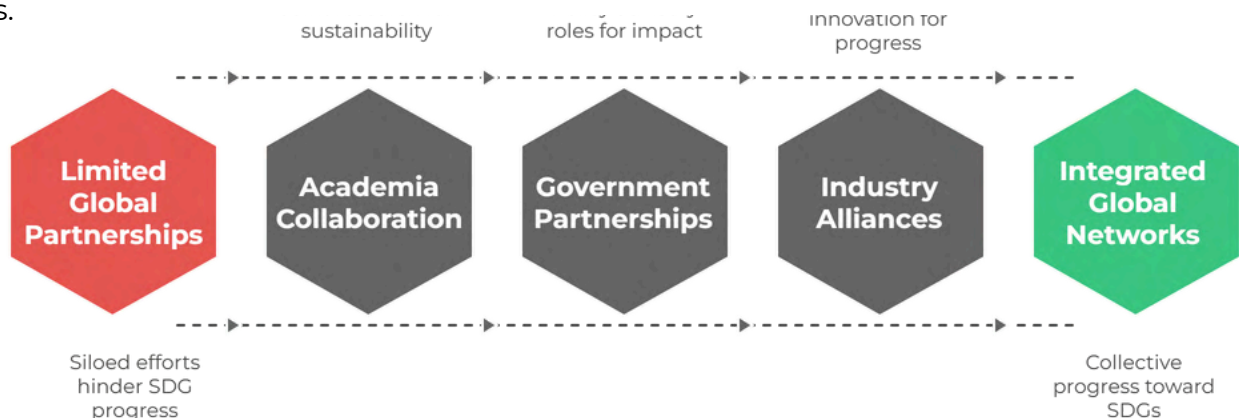 s.
sustainability
roles for impact
innovation for
progress
Limited
Global
Partnerships
Academia
Collaboration
Government
Partnerships
Industry
Alliances
Integrated
Global
Networks
Siloed efforts
hinder SDG
progress
Collective
progress toward
SDGs